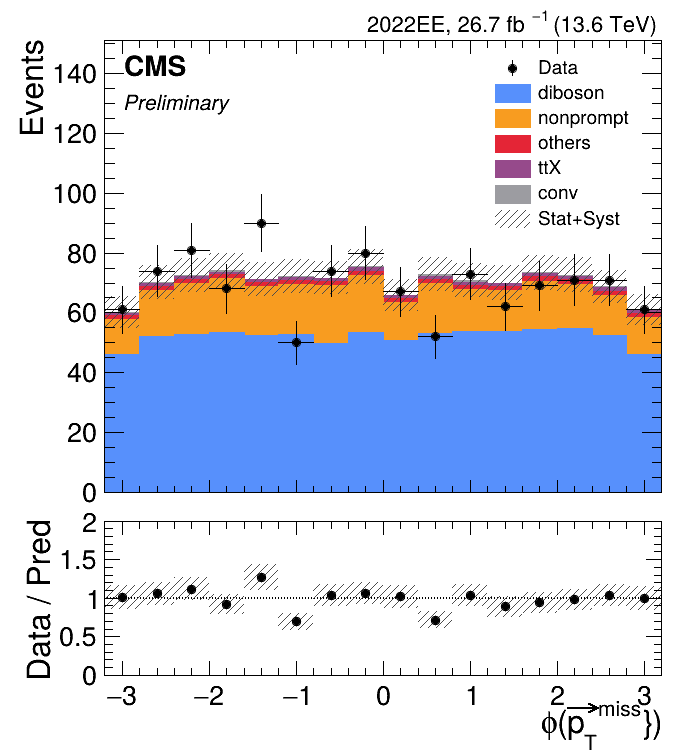 2022EE, 26.7 fb ⁻¹ (13.6 TeV)
CMS
Preliminary
Events
140
120
100
80
60
40
20
0
Data
diboson
nonprompt
others
ttX
conv
Stat+Syst
Data / Pred
2
1.5
1
0.5
0
−3 −2 −1 0 1 2 3
ϕ(p⃗_T^miss})